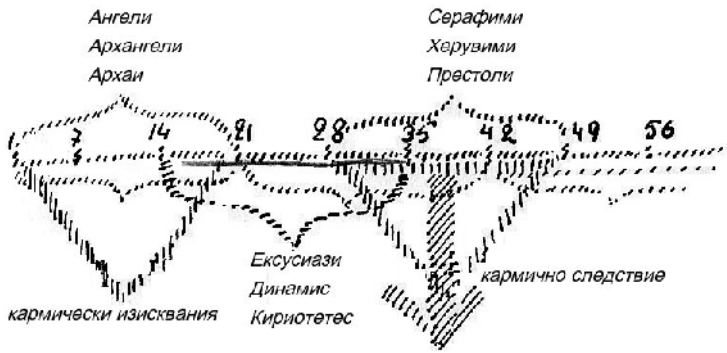 Ангели
Архангели
Архаи
Серафими
Херувими
Престоли
1 7 14 21 28 35 42 49 56
Ексусиази
Динамис
Кириотетес
кармически изисквания
кармично следствие